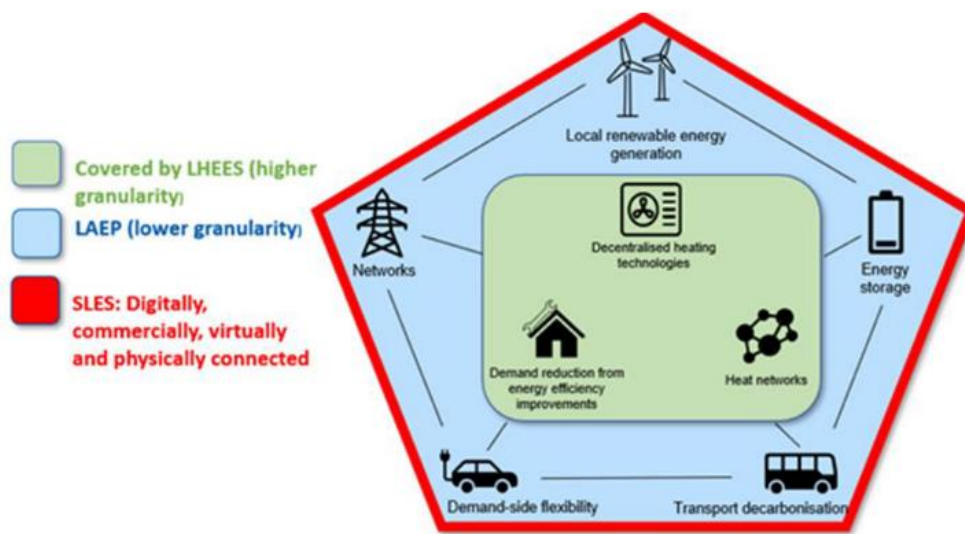 Covered by LHEES (higher
granularity)
LAEP (lower granularity)
SLES: Digitally,
commercially, virtually
and physically connected
Local renewable energy
generation
Networks
Energy
storage
Decentralised heating
technologies
Demand reduction from
energy efficiency
improvements
Heat networks
Demand-side flexibility
Transport decarbonisation